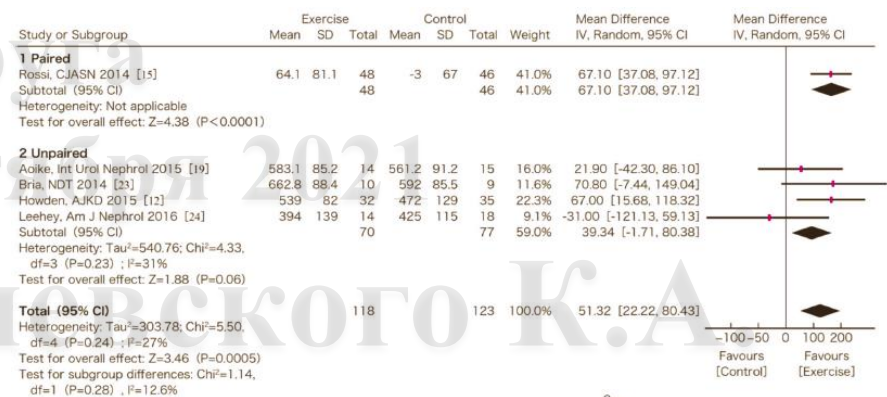 Exercise Control Mean Difference Mean Difference
Study or Subgroup Mean SD Total Mean SD Total Weight IV, Random, 95% CI IV, Random, 95% CI
1 Paired
Rossi, CJASN 2014 [15] 64.1 81.1 48 -3 67 46 41.0% 67.10 [37.08, 97.12]
Subtotal (95% CI) 48 46 41.0% 67.10 [37.08, 97.12]
Heterogeneity: Not applicable
Test for overall effect: Z=4.38 (P<0.0001)
2 Unpaired
Aoike, Int Urol Nephrol 2015 [19] 583.1 85.2 14 561.2 91.2 15 16.0% 21.90 [-42.30, 86.10]
Bria, NDT 2014 [23] 662.8 88.4 10 592 85.5 9 11.6% 70.80 [-7.44, 149.04]
Howden, AJKD 2015 [12] 539 82 32 472 129 35 22.3% 67.00 [15.68, 118.32]
Leehey, Am J Nephrol 2016 [24] 394 139 14 425 115 18 9.1% -31.00 [-121.13, 59.13]
Subtotal (95% CI) 70 77 59.0% 39.34 [-1.71, 80.38]
Heterogeneity: Tau²=540.76; Chi²=4.33,
df=3 (P=0.23) ; I²=31%
Test for overall effect: Z=1.88 (P=0.06)
Total (95% CI) 118 123 100.0% 51.32 [22.22, 80.43]
Heterogeneity: Tau²=303.78; Chi²=5.50,
df=4 (P=0.24) ; I²=27%
Test for overall effect: Z=3.46 (P=0.0005)
Test for subgroup differences: Chi²=1.14,
df=1 (P=0.28) , I²=12.6%
-100 -50 0 100 200
Favours Favours
[Control] [Exercise]
2021
К.А.